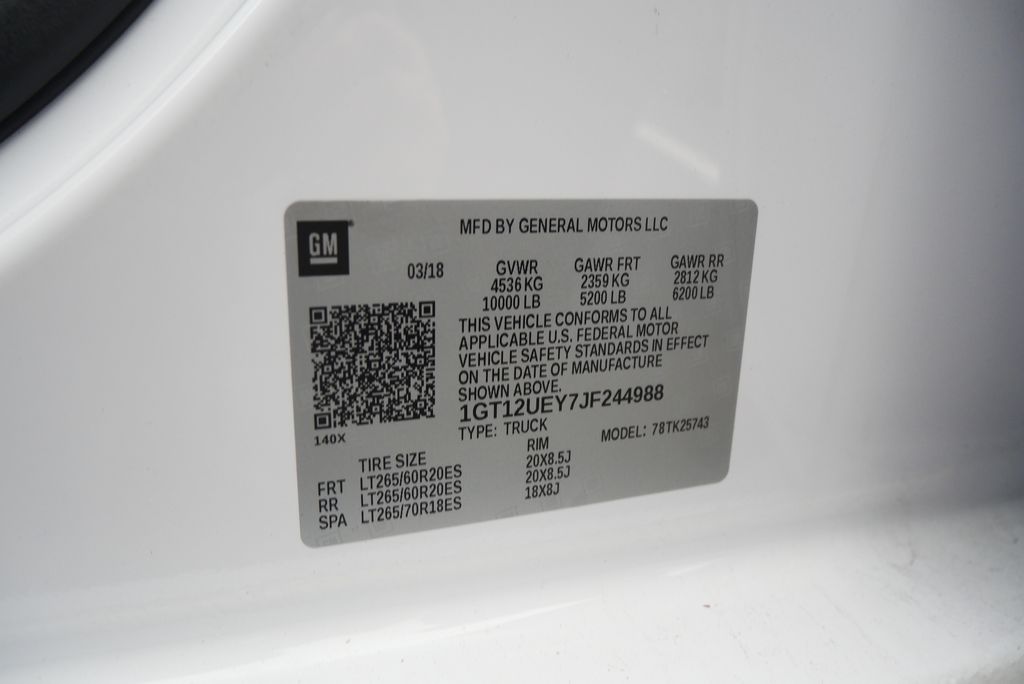 GM
MFD BY GENERAL MOTORS LLC
03/18
GVWR
4536 KG
10000 LB
GAWR FRT
2359 KG
5200 LB
GAWR RR
2812 KG
6200 LB
THIS VEHICLE CONFORMS TO ALL
APPLICABLE U.S. FEDERAL MOTOR
VEHICLE SAFETY STANDARDS IN EFFECT
ON THE DATE OF MANUFACTURE
SHOWN ABOVE.
1GT12UEY7JF244988
TYPE: TRUCK
MODEL: 78TK25743
140X
TIRE SIZE RIM
FRT LT265/60R20ES 20X8.5J
RR LT265/60R20ES 20X8.5J
SPA LT265/70R18ES 18X8J